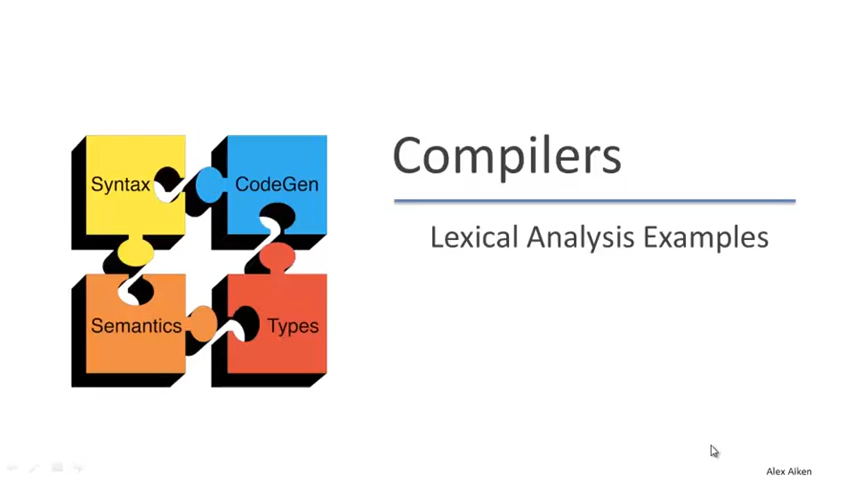 Compilers
Lexical Analysis Examples
Syntax
CodeGen
Semantics
Types
Alex Aiken